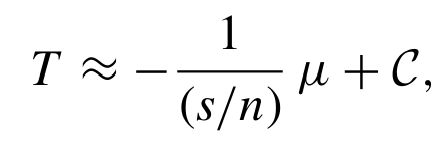 T ≈ − 1/(s/n) μ + 𝒞,